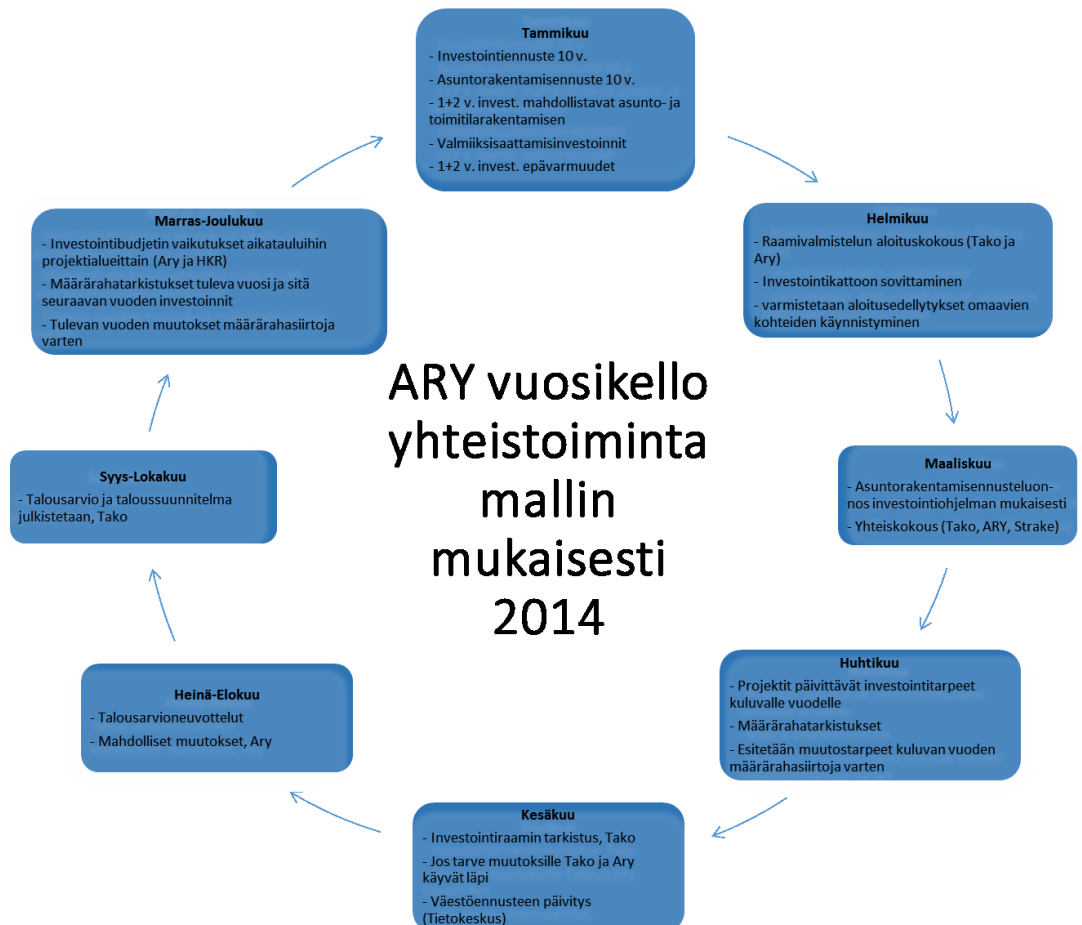 Tammikuu
- Investointiennuste 10 v.
- Asuntorakentamisennuste 10 v.
- 1+2 v. invest. mahdollistavat asunto- ja
toimitilarakentamisen
- Valmiiksisaattamisinvestoinnit
- 1+2 v. invest. epävarmuudet
Helmikuu
- Raamivalmistelun aloituskokous (Tako ja
Ary)
- Investointikattoon sovittaminen
- varmistetaan aloitusedellytykset omaavien
kohteiden käynnistyminen
Maaliskuu
- Asuntorakentamisennusteluon-
nos investointiohjelman mukaisesti
- Yhteiskokous (Tako, ARY, Strake)
Huhtikuu
- Projektit päivittävät investointitarpeet
kuluvalle vuodelle
- Määrärahatarkistukset
- Esitetään muutostarpeet kuluvan vuoden
määrärahasiirtoja varten
Kesäkuu
- Investointiraamin tarkistus, Tako
- Jos tarve muutoksille Tako ja Ary
käyvät läpi
- Väestöennusteen päivitys
(Tietokeskus)
Heinä-Elokuu
- Talousarvioneuvottelut
- Mahdolliset muutokset, Ary
Syys-Lokakuu
- Talousarvio ja taloussuunnitelma
julkistetaan, Tako
Marras-Joulukuu
- Investointibudjetin vaikutukset aikatauluihin
projektialueittain (Ary ja HKR)
- Määrärahatarkistukset tuleva vuosi ja sitä
seuraavan vuoden investoinnit
- Tulevan vuoden muutokset määrärahasiirtoja
varten
ARY vuosikello
yhteistoiminta
mallin
mukaisesti
2014